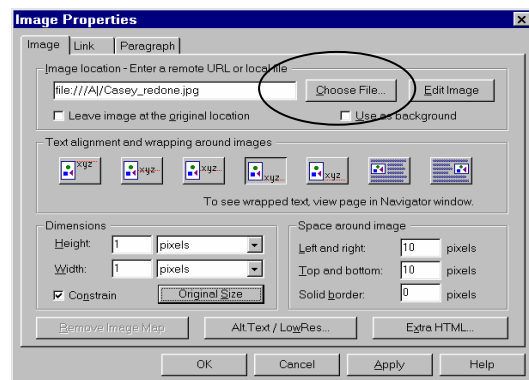 Image Properties
Image Link Paragraph
Image location - Enter a remote URL or local file
file:///A|/Casey_redone.jpg Choose File... Edit Image
Leave image at the original location Use as background
Text alignment and wrapping around images
xyz xyz xyz xyz xyz
To see wrapped text, view page in Navigator window.
Dimensions Space around image
Height: 1 pixels Left and right: 10 pixels
Width: 1 pixels Top and bottom: 10 pixels
Constrain Original Size Solid border: 0 pixels
Remove Image Map Alt.Text / LowRes... Extra HTML...
OK Cancel Apply Help